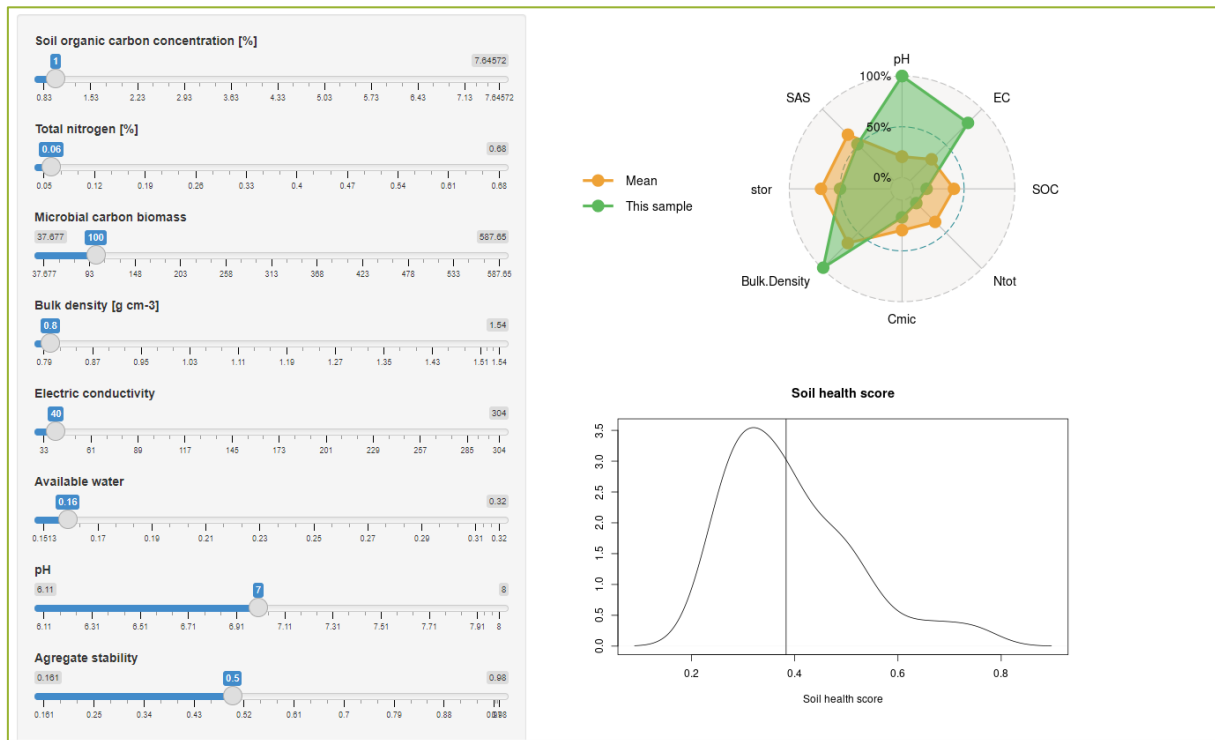 Soil organic carbon concentration [%]
1 7.64572
0.83 1.53 2.23 2.93 3.63 4.33 5.03 5.73 6.43 7.13 7.64572
Total nitrogen [%]
0.06 0.68
0.05 0.12 0.19 0.26 0.33 0.4 0.47 0.54 0.61 0.68
Microbial carbon biomass
37.677 100 587.65
37.677 93 148 203 258 313 368 423 478 533 587.65
Bulk density [g cm-3]
0.8 1.54
0.79 0.87 0.95 1.03 1.11 1.19 1.27 1.35 1.43 1.51 1.54
Electric conductivity
40 304
33 61 89 117 145 173 201 229 257 285 304
Available water
0.16 0.32
0.1513 0.17 0.19 0.21 0.23 0.25 0.27 0.29 0.31 0.32
pH
6.11 7 8
6.11 6.31 6.51 6.71 6.91 7.11 7.31 7.51 7.71 7.91 8
Agregate stability
0.161 0.5 0.98
0.161 0.25 0.34 0.43 0.52 0.61 0.7 0.79 0.88 0.98
Mean
This sample
pH
100%
SAS EC
50%
0%
stor SOC
Bulk.Density Ntot
Cmic
Soil health score
3.5
3.0
2.5
2.0
1.5
1.0
0.5
0.0
0.2 0.4 0.6 0.8
Soil health score